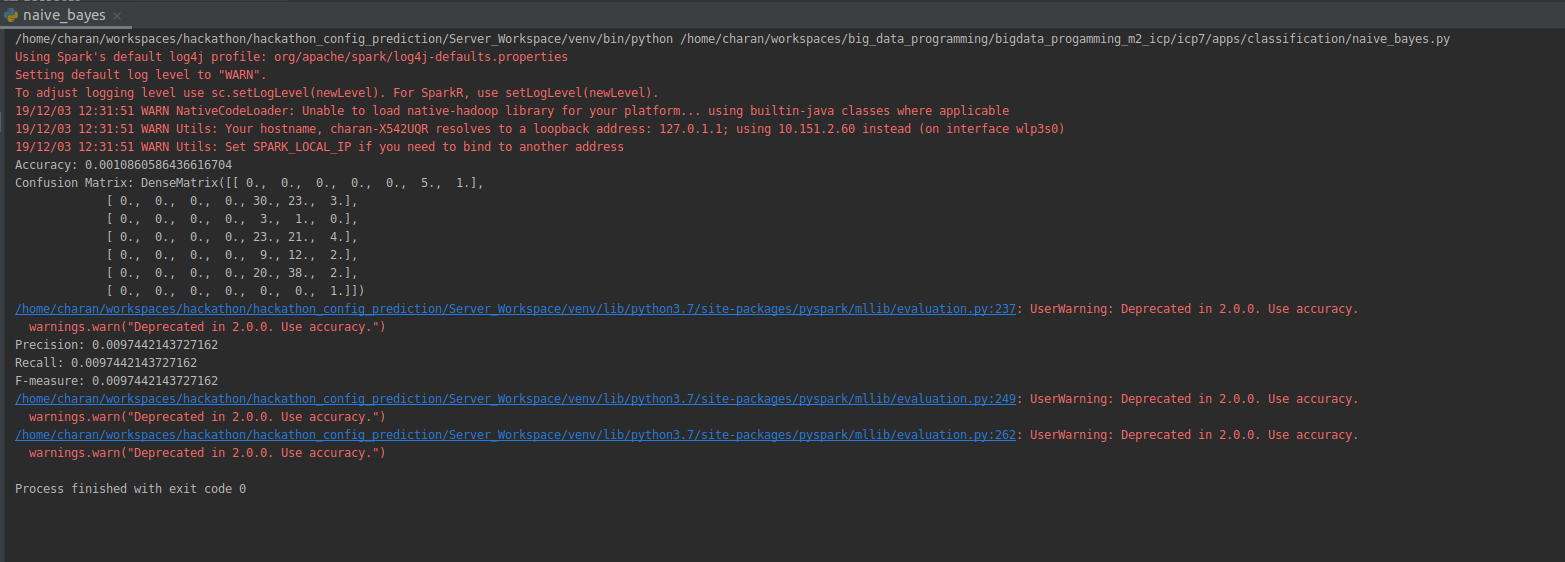 naive_bayes
/home/charan/workspaces/hackathon/hackathon_config_prediction/Server_Workspace/venv/bin/python /home/charan/workspaces/big_data_programming/bigdata_progamming_m2_icp/icp7/apps/classification/naive_bayes.py
Using Spark's default log4j profile: org/apache/spark/log4j-defaults.properties
Setting default log level to "WARN".
To adjust logging level use sc.setLogLevel(newLevel). For SparkR, use setLogLevel(newLevel).
19/12/03 12:31:51 WARN NativeCodeLoader: Unable to load native-hadoop library for your platform... using builtin-java classes where applicable
19/12/03 12:31:51 WARN Utils: Your hostname, charan-X542UQR resolves to a loopback address: 127.0.1.1; using 10.151.2.60 instead (on interface wlp3s0)
19/12/03 12:31:51 WARN Utils: Set SPARK_LOCAL_IP if you need to bind to another address
Accuracy: 0.0010860586436616704
Confusion Matrix: DenseMatrix([[ 0.,  0.,  0.,  0.,  0.,  5.,  1.],
             [ 0.,  0.,  0.,  0., 30., 23.,  3.],
             [ 0.,  0.,  0.,  0.,  3.,  1.,  0.],
             [ 0.,  0.,  0.,  0., 23., 21.,  4.],
             [ 0.,  0.,  0.,  0.,  9., 12.,  2.],
             [ 0.,  0.,  0.,  0., 20., 38.,  2.],
             [ 0.,  0.,  0.,  0.,  0.,  0.,  1.]])
/home/charan/workspaces/hackathon/hackathon_config_prediction/Server_Workspace/venv/lib/python3.7/site-packages/pyspark/mllib/evaluation.py:237: UserWarning: Deprecated in 2.0.0. Use accuracy.
  warnings.warn("Deprecated in 2.0.0. Use accuracy.")
Precision: 0.0097442143727162
Recall: 0.0097442143727162
F-measure: 0.0097442143727162
/home/charan/workspaces/hackathon/hackathon_config_prediction/Server_Workspace/venv/lib/python3.7/site-packages/pyspark/mllib/evaluation.py:249: UserWarning: Deprecated in 2.0.0. Use accuracy.
  warnings.warn("Deprecated in 2.0.0. Use accuracy.")
/home/charan/workspaces/hackathon/hackathon_config_prediction/Server_Workspace/venv/lib/python3.7/site-packages/pyspark/mllib/evaluation.py:262: UserWarning: Deprecated in 2.0.0. Use accuracy.
  warnings.warn("Deprecated in 2.0.0. Use accuracy.")
Process finished with exit code 0